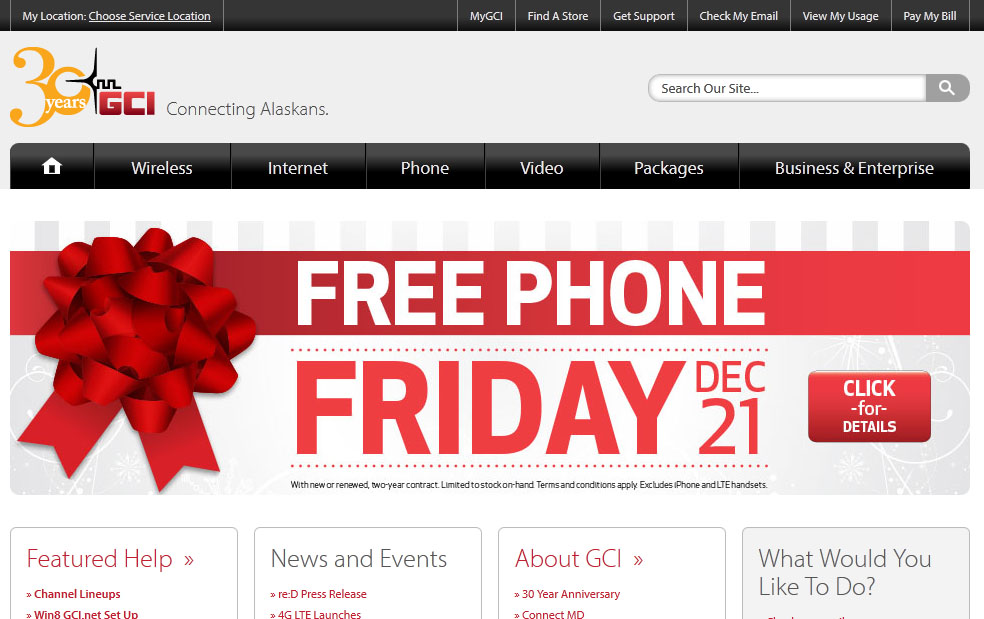 My Location: Choose Service Location
MyGCI
Find A Store
Get Support
Check My Email
View My Usage
Pay My Bill
30 years
GCI
Connecting Alaskans.
Search Our Site...
Wireless
Internet
Phone
Video
Packages
Business & Enterprise
FREE PHONE
FRIDAY DEC 21
CLICK
-for-
DETAILS
With new or renewed, two-year contract. Limited to stock on-hand. Terms and conditions apply. Excludes iPhone and LTE handsets.
Featured Help »
» Channel Lineups
» Win8 GCI.net Set Up
News and Events
» re:D Press Release
» 4G LTE Launches
About GCI »
» 30 Year Anniversary
» Connect MD
What Would You
Like To Do?